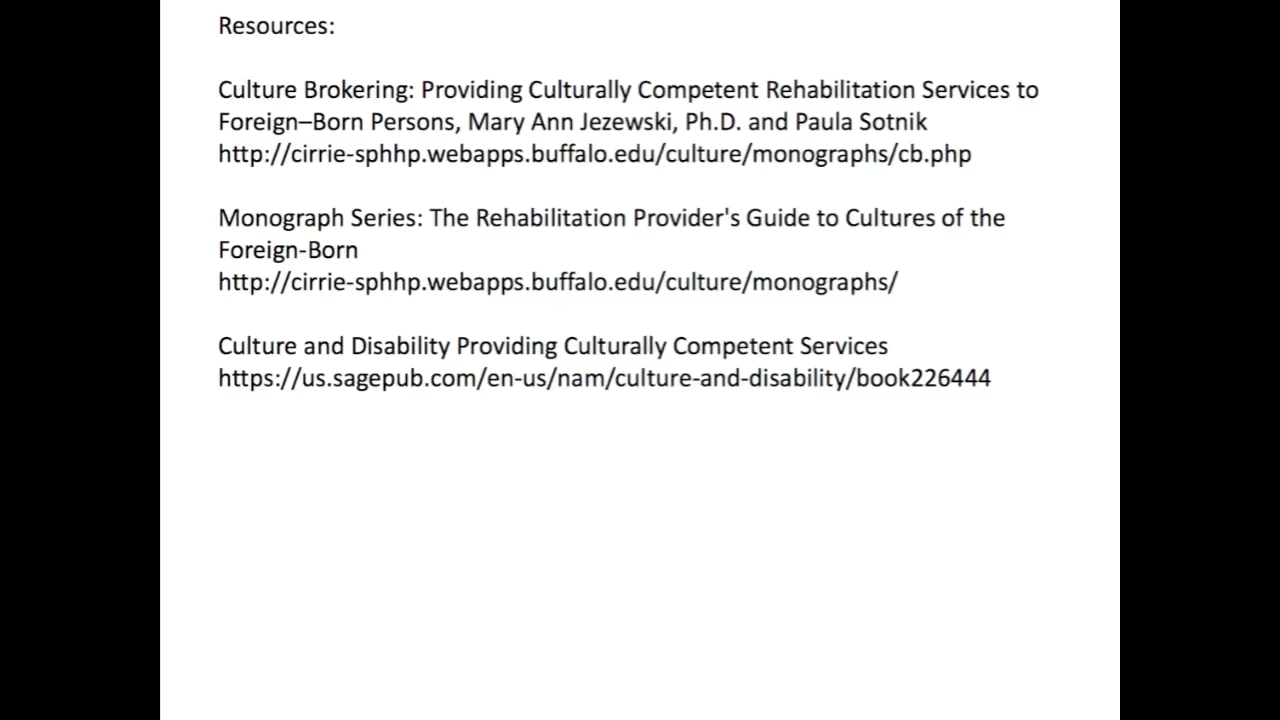 Resources:
Culture Brokering: Providing Culturally Competent Rehabilitation Services to
Foreign–Born Persons, Mary Ann Jezewski, Ph.D. and Paula Sotnik
http://cirrie-sphhp.webapps.buffalo.edu/culture/monographs/cb.php
Monograph Series: The Rehabilitation Provider's Guide to Cultures of the
Foreign-Born
http://cirrie-sphhp.webapps.buffalo.edu/culture/monographs/
Culture and Disability Providing Culturally Competent Services
https://us.sagepub.com/en-us/nam/culture-and-disability/book226444